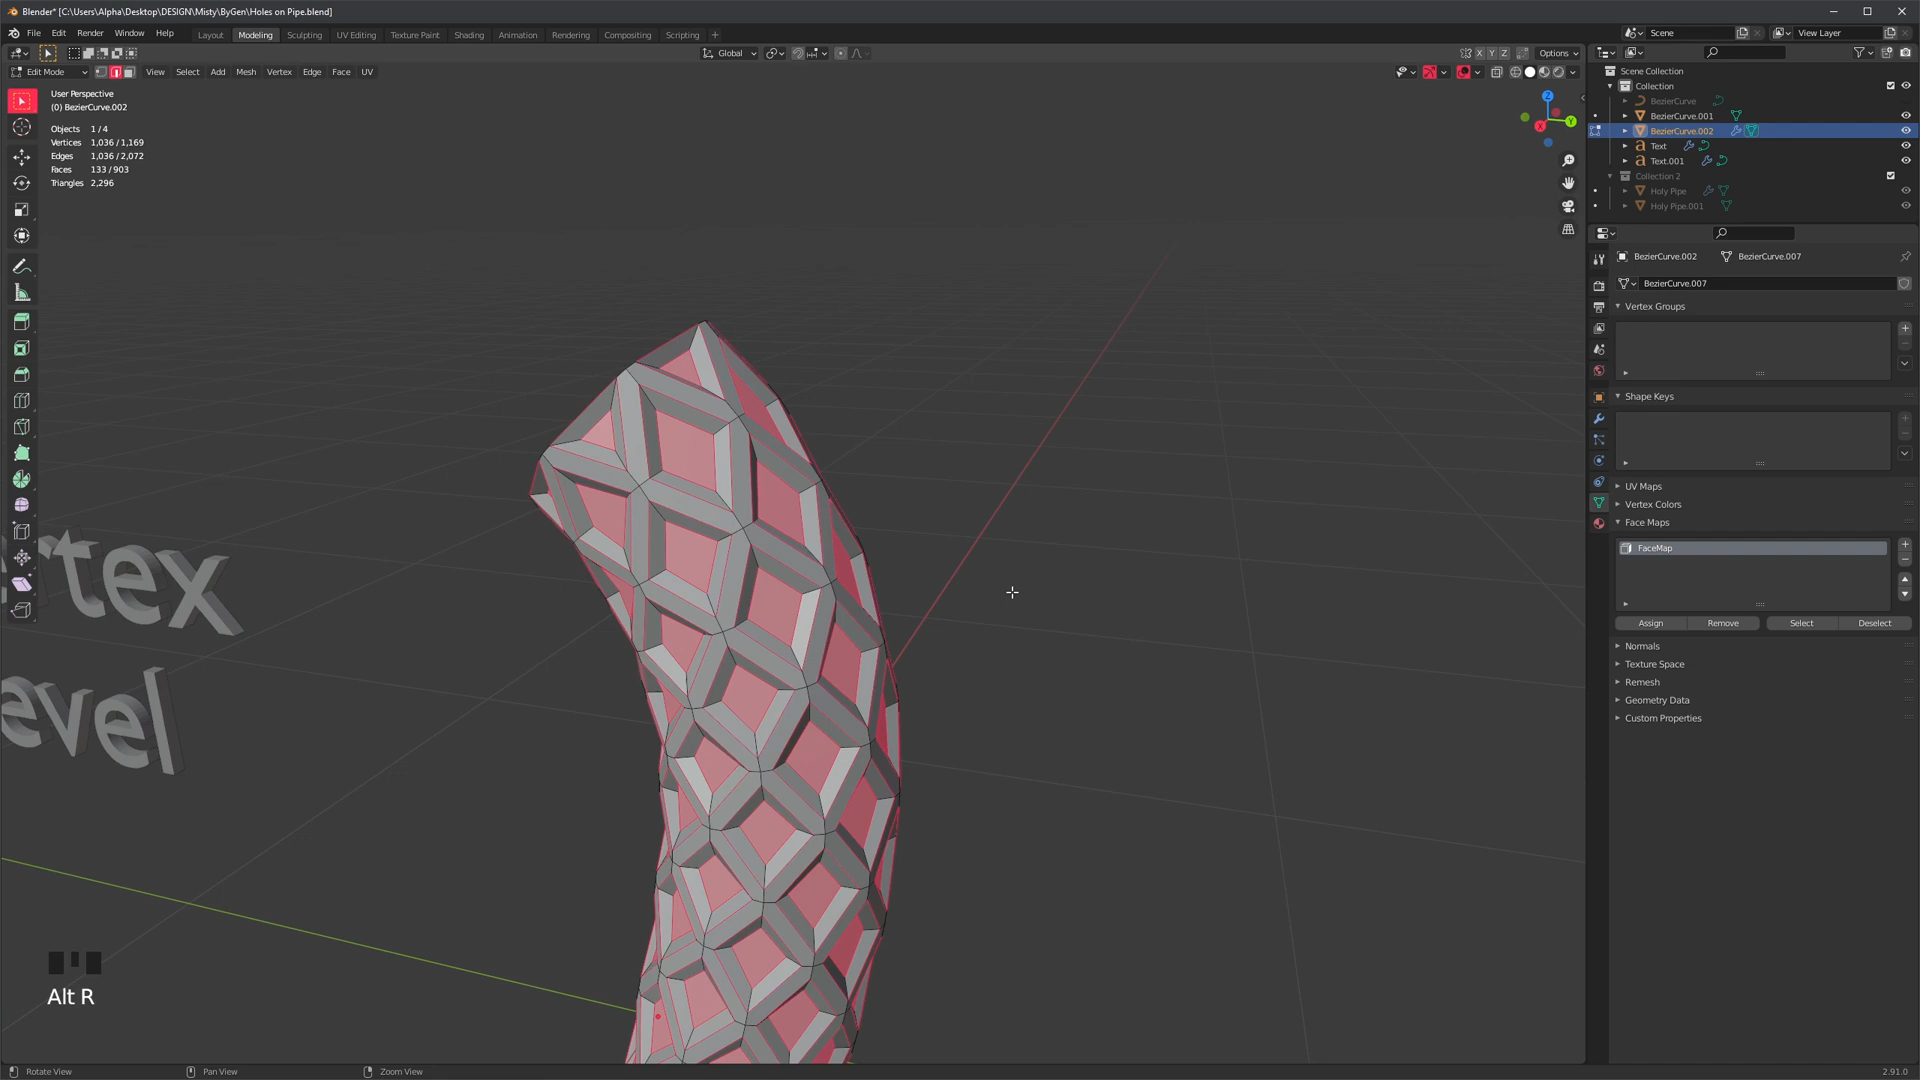 Blender* [C:\Users\Alpha\Desktop\DESIGN\Misty\ByGen\Holes on Pipe.blend]
File Edit Render Window Help
Layout Modeling Sculpting UV Editing Texture Paint Shading Animation Rendering Compositing Scripting +
Scene View Layer
Global X Y Z Options
Edit Mode View Select Add Mesh Vertex Edge Face UV
User Perspective
(0) BezierCurve.002
Objects 1 / 4
Vertices 1,036 / 1,169
Edges 1,036 / 2,072
Faces 133 / 903
Triangles 2,296
Z
Y
X
rtex
evel
Alt R
Scene Collection
Collection
BezierCurve
BezierCurve.001
BezierCurve.002
Text
Text.001
Collection 2
Holy Pipe
Holy Pipe.001
BezierCurve.002 BezierCurve.007
BezierCurve.007
Vertex Groups
Shape Keys
UV Maps
Vertex Colors
Face Maps
FaceMap
Assign Remove Select Deselect
Normals
Texture Space
Remesh
Geometry Data
Custom Properties
Rotate View Pan View Zoom View 2.91.0